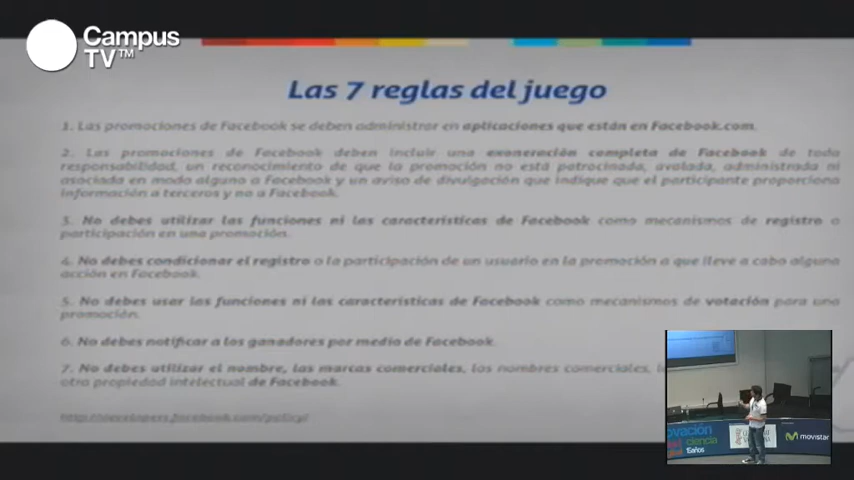 Campus
TV™
Las 7 reglas del juego
1. Las promociones de Facebook se deben administrar en aplicaciones que están en Facebook.com.
2. Las promociones de Facebook deben incluir una exoneración completa de Facebook de toda
responsabilidad, un reconocimiento de que la promoción no está patrocinada, avalada, administrada ni
asociada en modo alguno a Facebook y un aviso de divulgación que indique que el participante proporciona
información a terceros y no a Facebook.
3. No debes utilizar las funciones ni las características de Facebook como mecanismos de registro o
participación en una promoción.
4. No debes condicionar el registro o la participación de un usuario en la promoción a que lleve a cabo alguna
acción en Facebook.
5. No debes usar las funciones ni las características de Facebook como mecanismos de votación para una
promoción.
6. No debes notificar a los ganadores por medio de Facebook.
7. No debes utilizar el nombre, las marcas comerciales, los nombres comerciales,
otra propiedad intelectual de Facebook.
http://developers.facebook.com/policy/
ciencia
15años
movistar